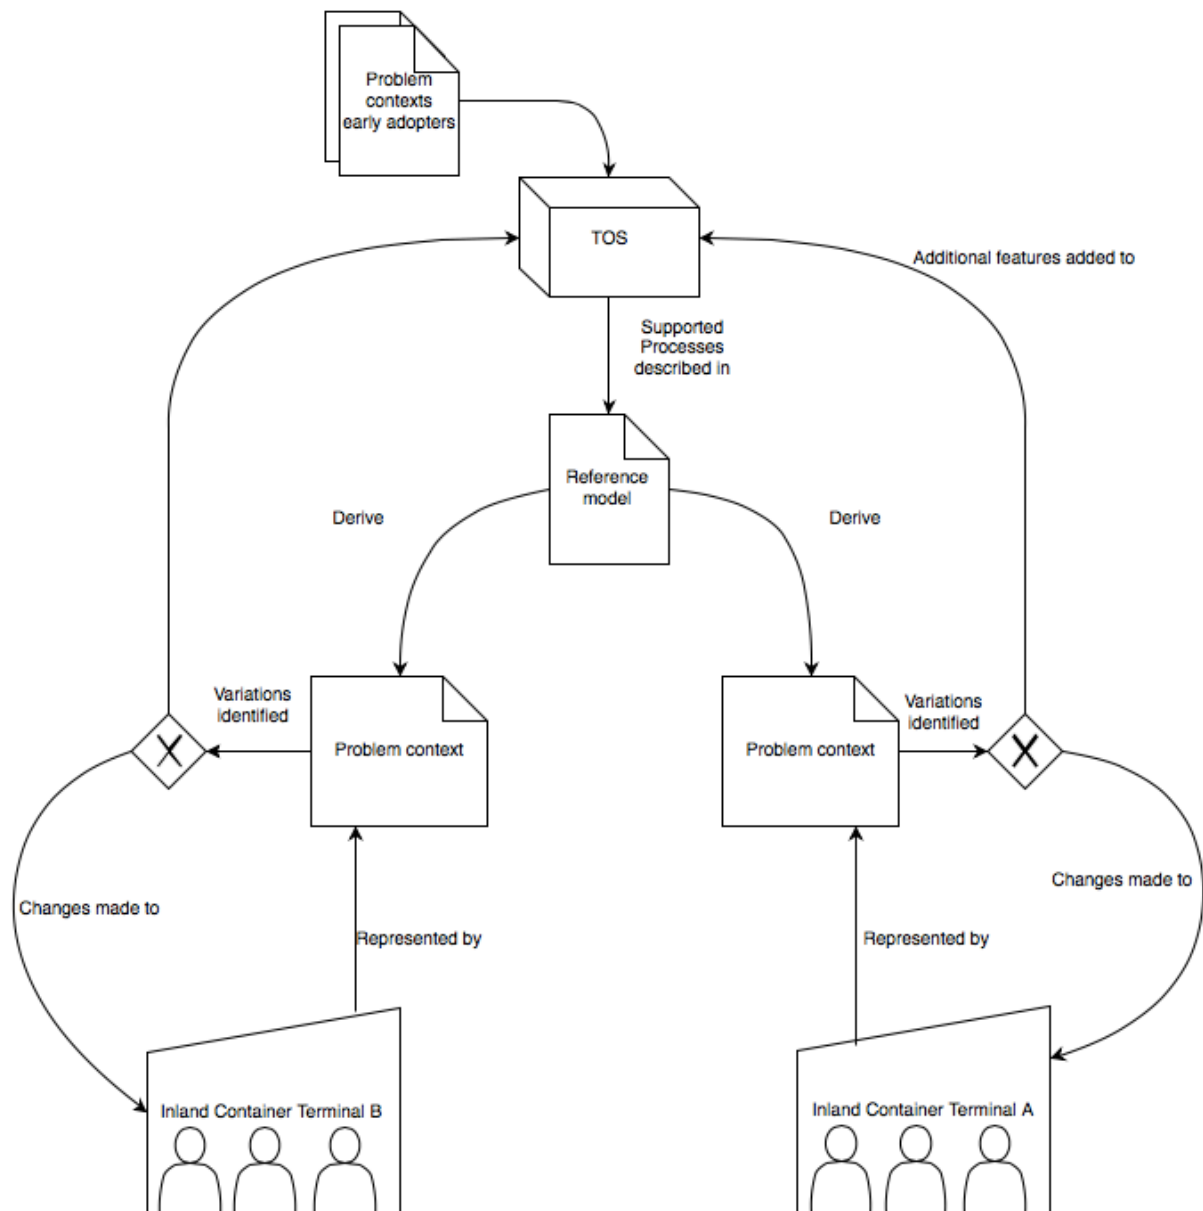 Problem
contexts
early adopters
TOS
Additional features added to
Supported
Processes
described in
Reference
model
Derive
Derive
Variations
identified
Variations
identified
Problem context
Problem context
X
X
Changes made to
Changes made to
Represented by
Represented by
Inland Container Terminal B
Inland Container Terminal A